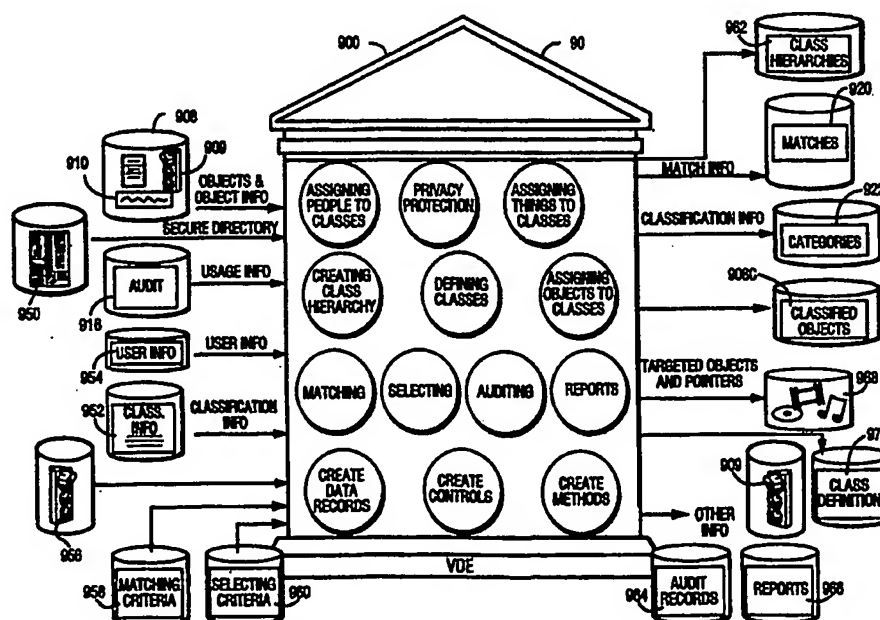 900
90
962
CLASS
HIERARCHIES
920
MATCHES
MATCH INFO
908
909
910
OBJECTS &
OBJECT INFO
SECURE DIRECTORY
950
USAGE INFO
AUDIT
916
USER INFO
954
USER INFO
952
CLASS.
INFO
CLASSIFICATION
INFO
956
958
MATCHING
CRITERIA
SELECTING
CRITERIA
960
ASSIGNING
PEOPLE TO
CLASSES
PRIVACY
PROTECTION
ASSIGNING
THINGS TO
CLASSES
CREATING
CLASS
HIERARCHY
DEFINING
CLASSES
ASSIGNING
OBJECTS TO
CLASSES
MATCHING
SELECTING
AUDITING
REPORTS
CREATE
DATA
RECORDS
CREATE
CONTROLS
CREATE
METHODS
VDE
CLASSIFICATION INFO
CATEGORIES
CLASSIFIED
OBJECTS
TARGETED OBJECTS
AND POINTERS
968
909
CLASS
DEFINITION
OTHER
INFO
964
AUDIT
RECORDS
REPORTS
966